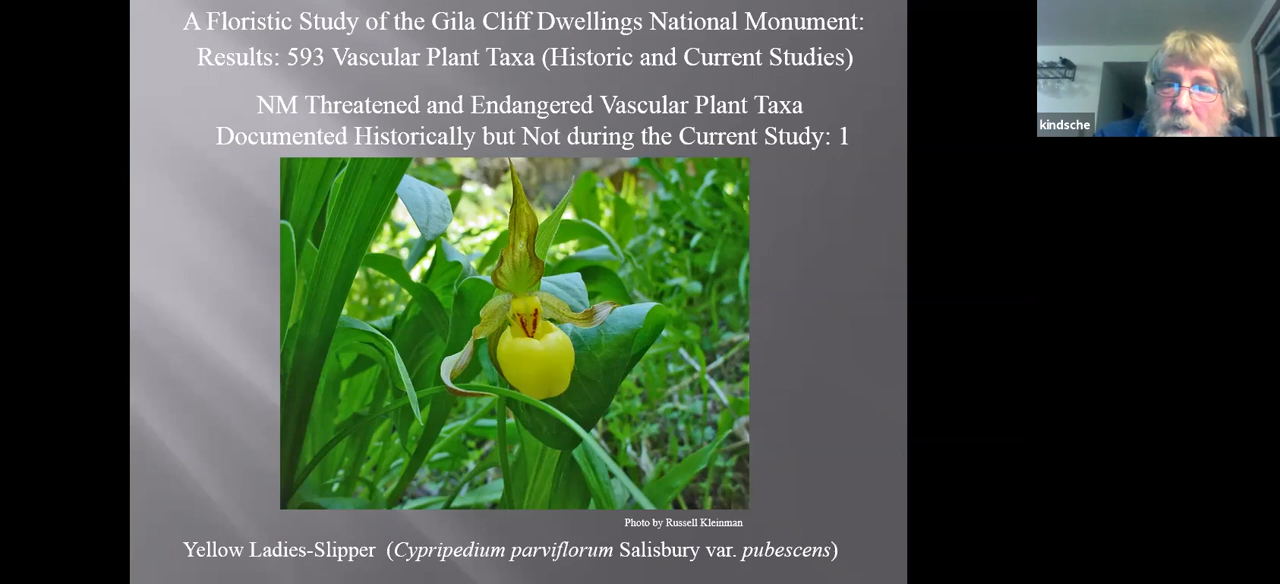 A Floristic Study of the Gila Cliff Dwellings National Monument:
Results: 593 Vascular Plant Taxa (Historic and Current Studies)
NM Threatened and Endangered Vascular Plant Taxa
Documented Historically but Not during the Current Study: 1
kindsche
Photo by Russell Kleinman
Yellow Ladies-Slipper (Cypripedium parviflorum Salisbury var. pubescens)